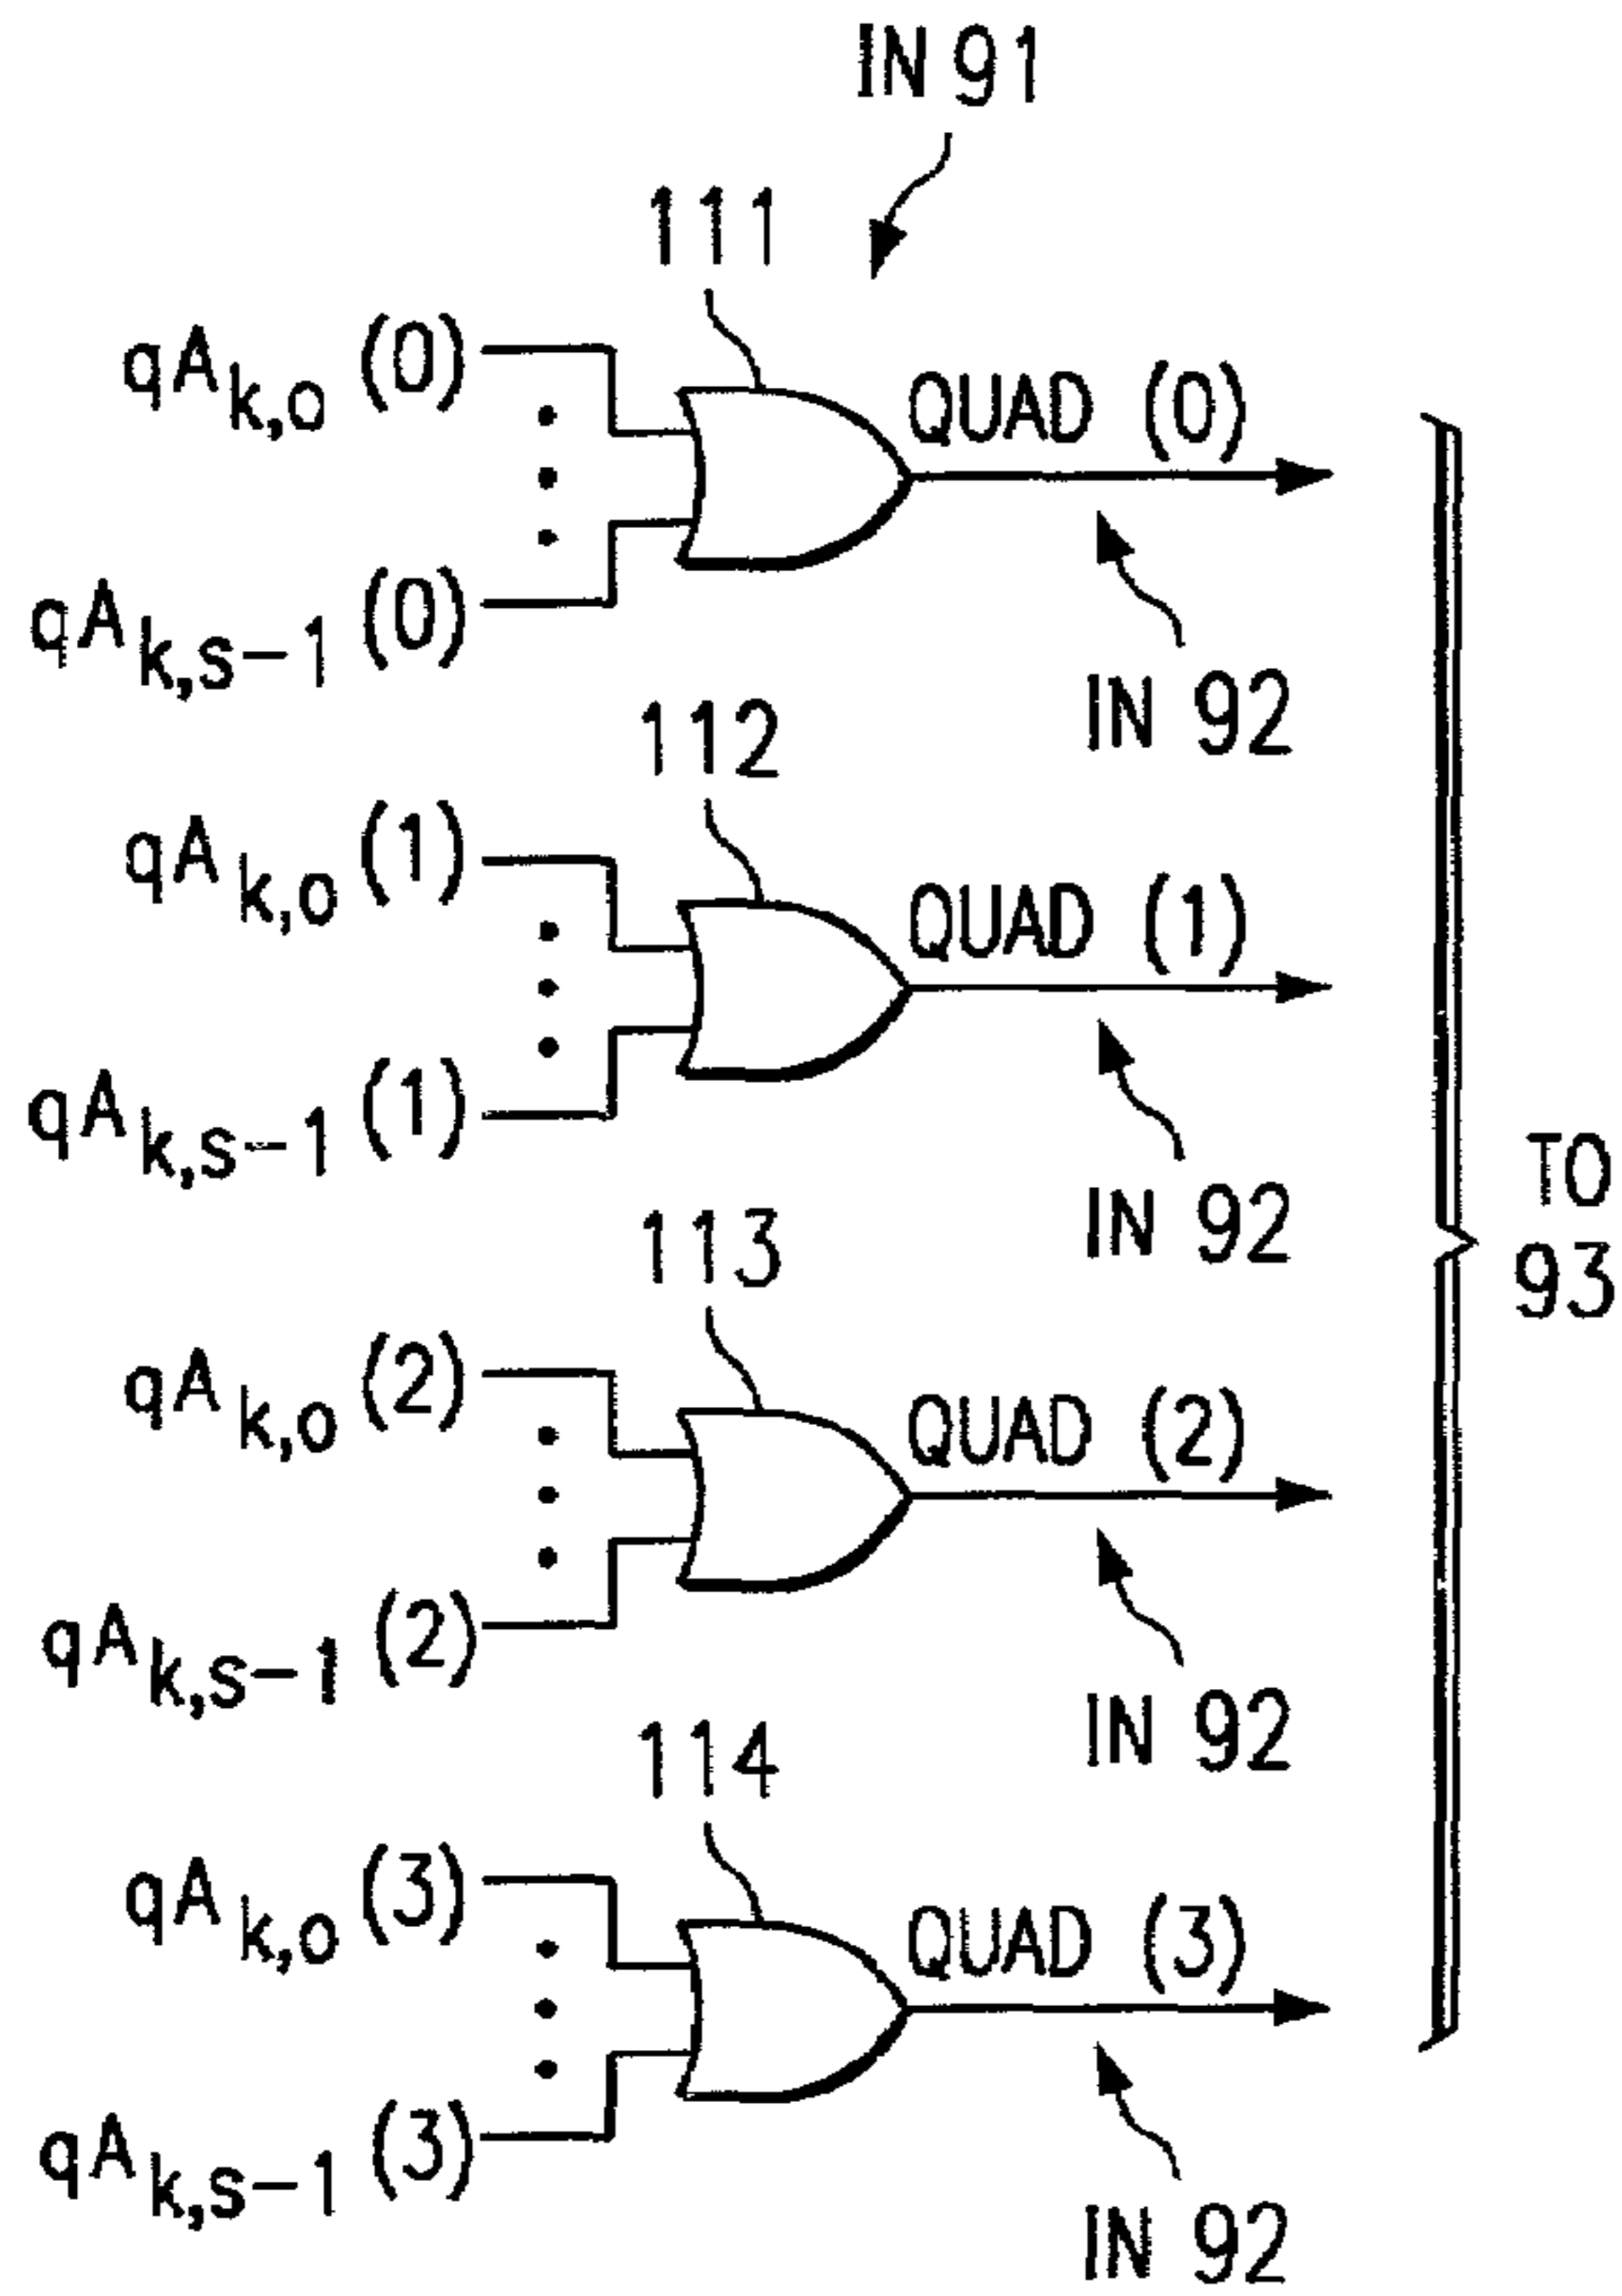 IN 91
111
qA k,o (0)
QUAD (0)
qA k,s-1 (0)
IN 92
112
qA k,o (1)
QUAD (1)
qA k,s-1 (1)
IN 92
TO
93
113
qA k,o (2)
QUAD (2)
qA k,s-1 (2)
IN 92
114
qA k,o (3)
QUAD (3)
qA k,s-1 (3)
IN 92